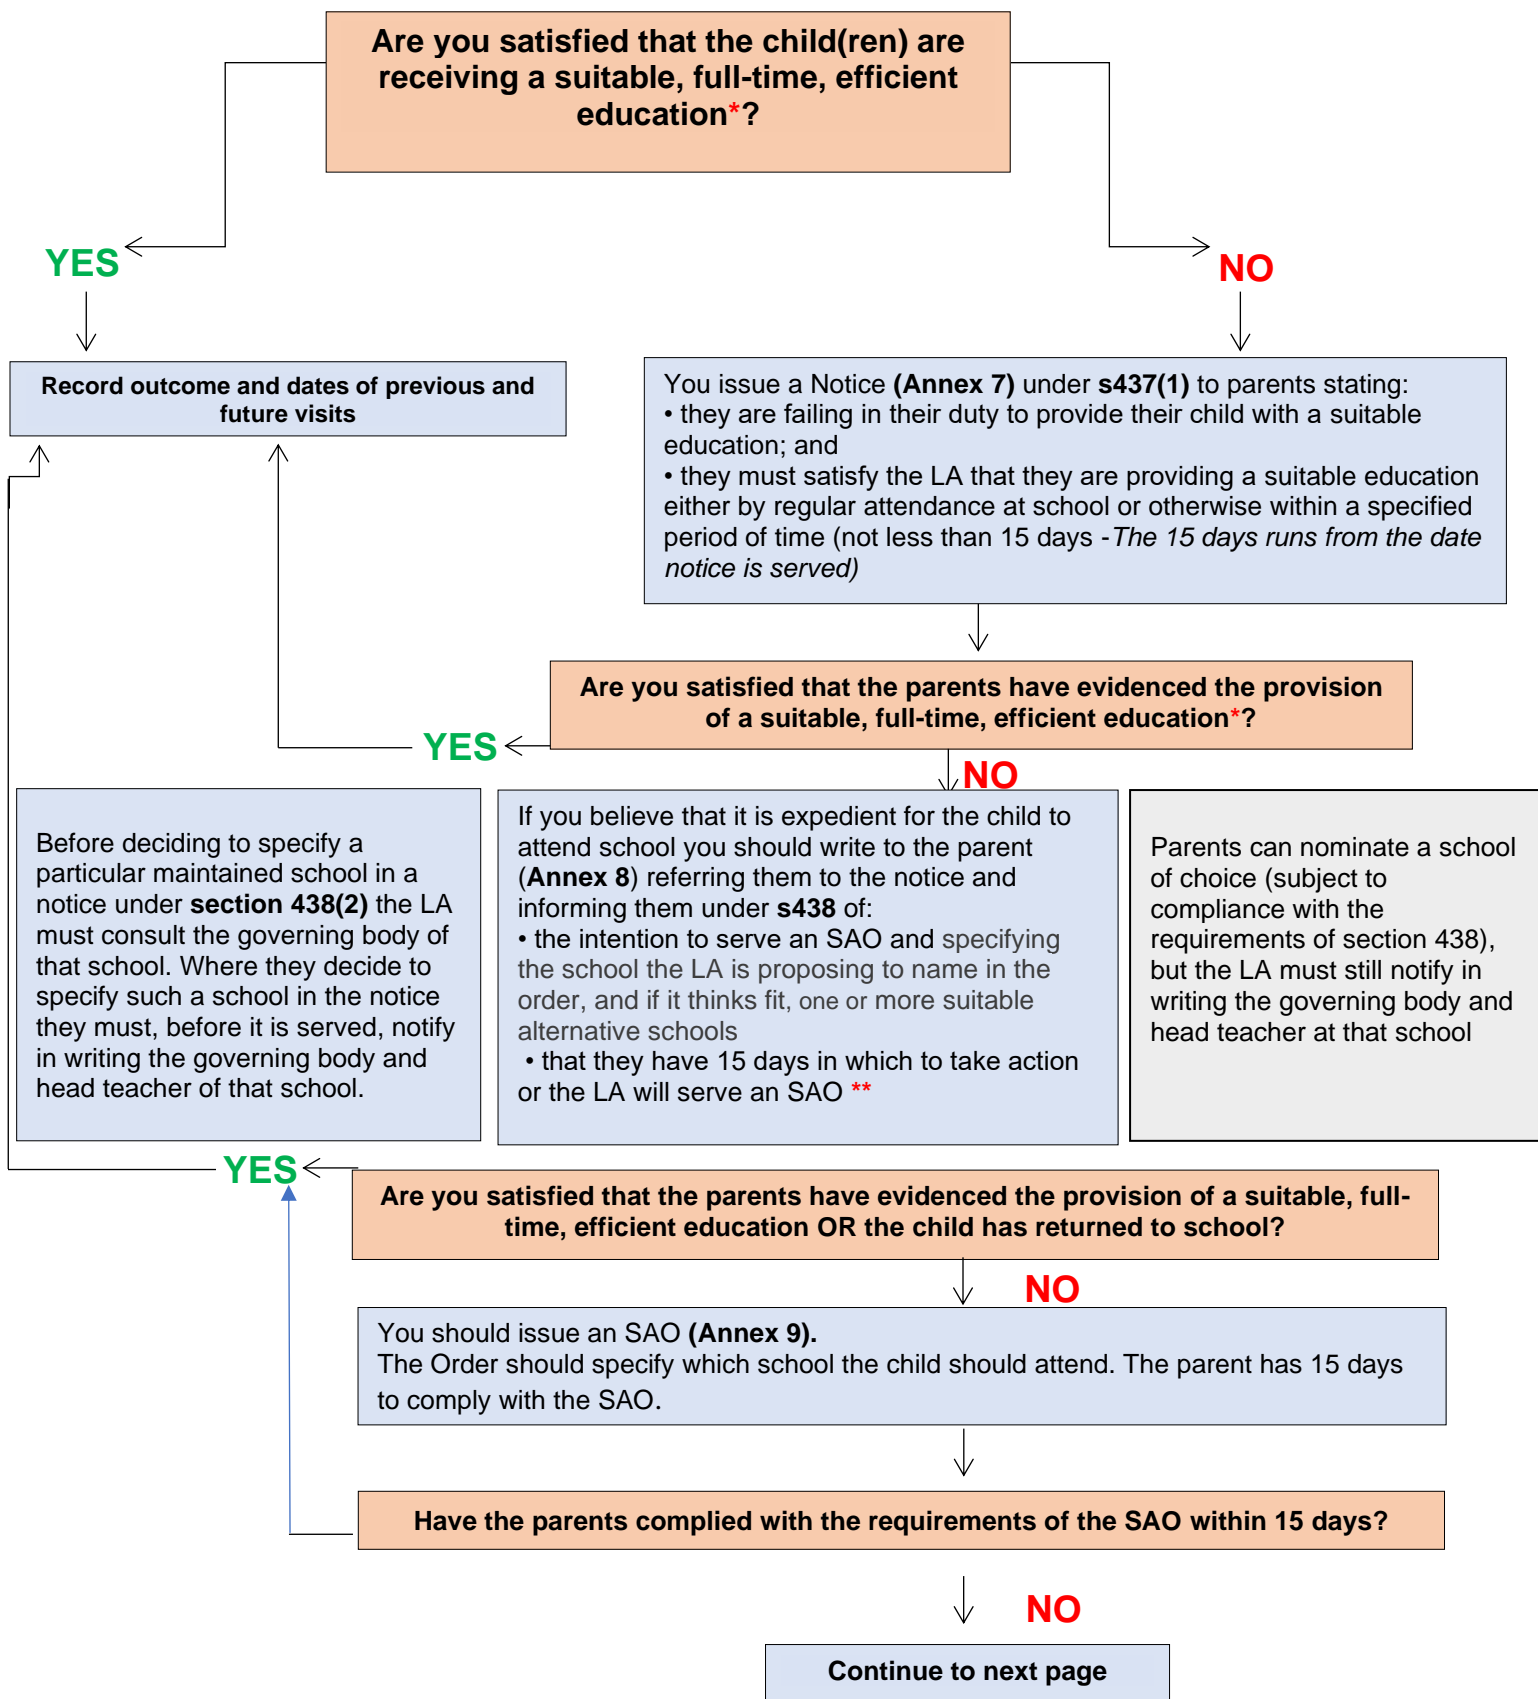 Are you satisfied that the child(ren) are
receiving a suitable, full-time, efficient
education*?
YES
NO
Record outcome and dates of previous and
future visits
You issue a Notice (Annex 7) under s437(1) to parents stating:
• they are failing in their duty to provide their child with a suitable
education; and
• they must satisfy the LA that they are providing a suitable education
either by regular attendance at school or otherwise within a specified
period of time (not less than 15 days -The 15 days runs from the date
notice is served)
Are you satisfied that the parents have evidenced the provision
of a suitable, full-time, efficient education*?
YES
NO
Before deciding to specify a
particular maintained school in a
notice under section 438(2) the LA
must consult the governing body of
that school. Where they decide to
specify such a school in the notice
they must, before it is served, notify
in writing the governing body and
head teacher of that school.
If you believe that it is expedient for the child to
attend school you should write to the parent
(Annex 8) referring them to the notice and
informing them under s438 of:
• the intention to serve an SAO and specifying
the school the LA is proposing to name in the
order, and if it thinks fit, one or more suitable
alternative schools
• that they have 15 days in which to take action
or the LA will serve an SAO **
Parents can nominate a school
of choice (subject to
compliance with the
requirements of section 438),
but the LA must still notify in
writing the governing body and
head teacher at that school
YES
Are you satisfied that the parents have evidenced the provision of a suitable, full-
time, efficient education OR the child has returned to school?
NO
You should issue an SAO (Annex 9).
The Order should specify which school the child should attend. The parent has 15 days
to comply with the SAO.
Have the parents complied with the requirements of the SAO within 15 days?
NO
Continue to next page